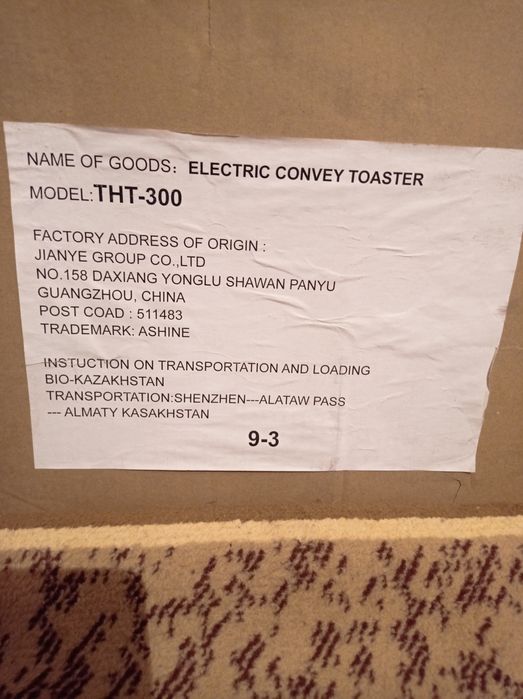 NAME OF GOODS: ELECTRIC CONVEY TOASTER
MODEL:THT-300
FACTORY ADDRESS OF ORIGIN :
JIANYE GROUP CO.,LTD
NO.158 DAXIANG YONGLU SHAWAN PANYU
GUANGZHOU, CHINA
POST COAD : 511483
TRADEMARK: ASHINE
INSTUCTION ON TRANSPORTATION AND LOADING
BIO-KAZAKHSTAN
TRANSPORTATION:SHENZHEN---ALATAW PASS
--- ALMATY KASAKHSTAN
9-3